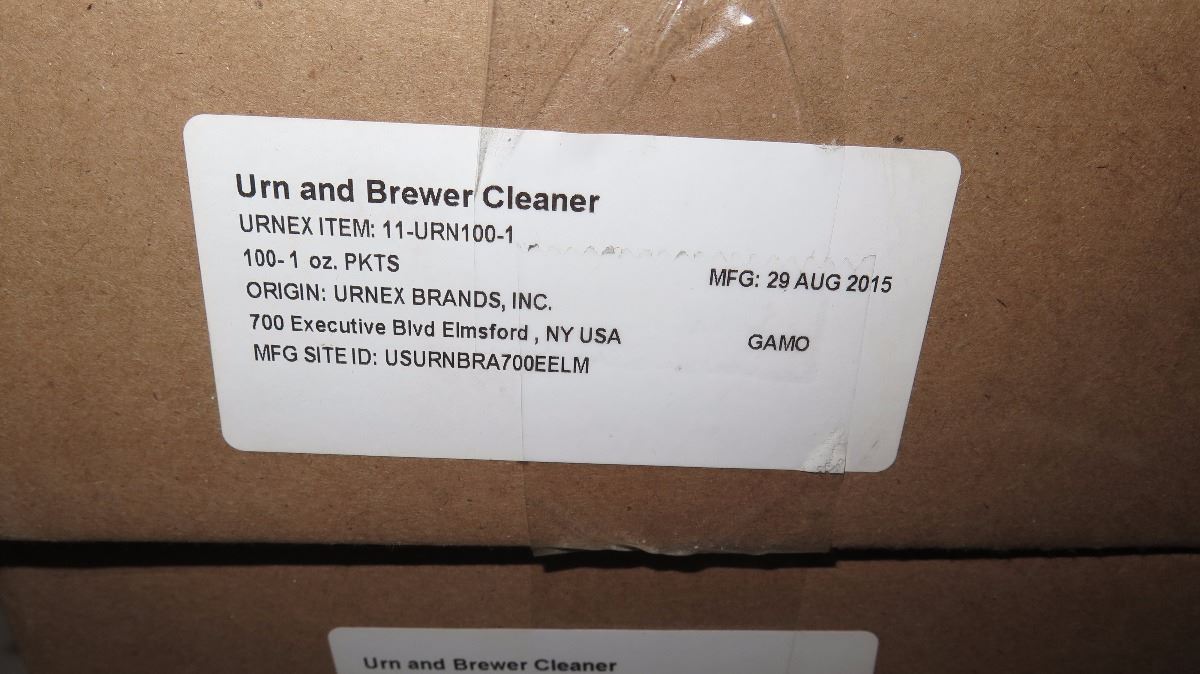 Urn and Brewer Cleaner
URNEX ITEM: 11-URN100-1
100-1 oz. PKTS
ORIGIN: URNEX BRANDS, INC.
700 Executive Blvd Elmsford , NY USA
MFG SITE ID: USURNBRA700EELM
MFG: 29 AUG 2015
GAMO
Urn and Brewer Cleaner